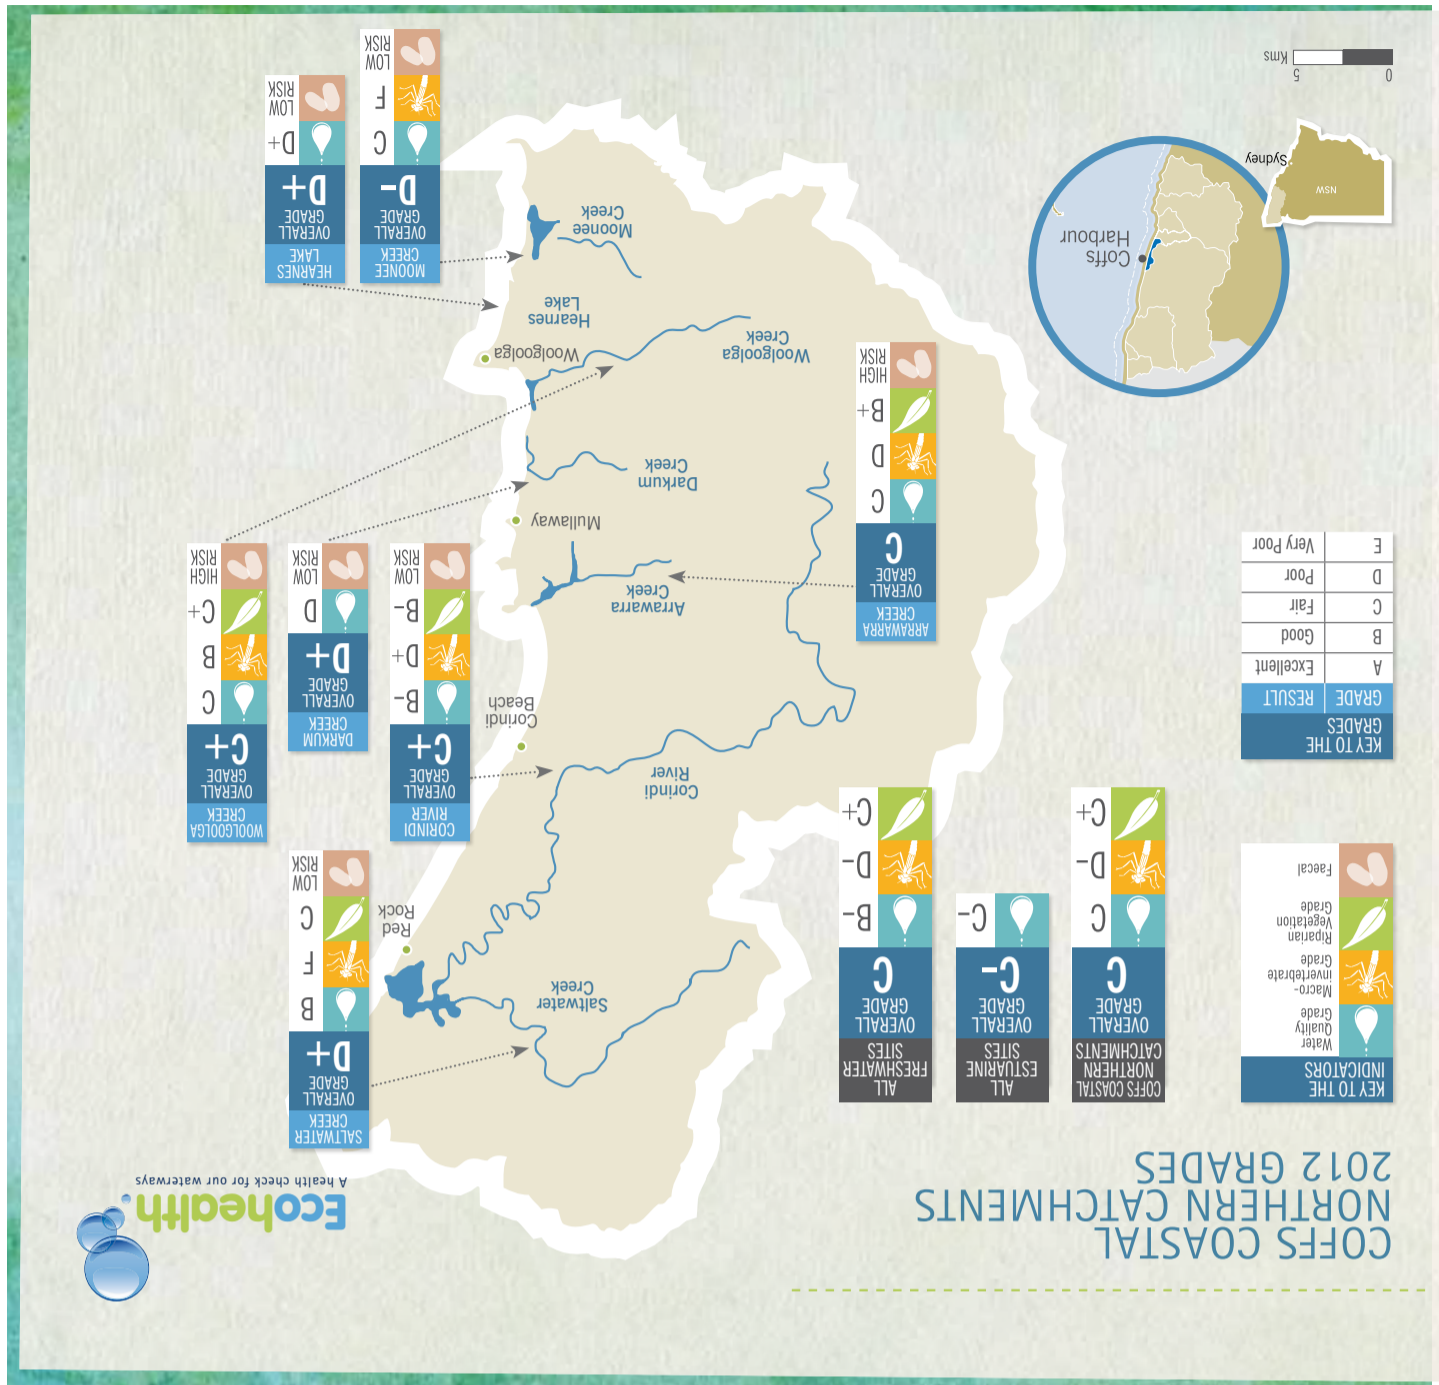 COFFS COASTAL
NORTHERN CATCHMENTS
2012 GRADES
Ecohealth
A health check for our waterways
KEY TO THE
INDICATORS
Water
Quality
Grade
Macro-
invertebrate
Grade
Riparian
Vegetation
Grade
Faecal
COFFS COASTAL
NORTHERN
CATCHMENTS
OVERALL
GRADE
C
C
D-
C+
ALL
ESTUARINE
SITES
OVERALL
GRADE
C-
C-
ALL
FRESHWATER
SITES
OVERALL
GRADE
C
B-
D-
C+
KEY TO THE
GRADES
GRADE RESULT
A Excellent
B Good
C Fair
D Poor
E Very Poor
SALTWATER
CREEK
OVERALL
GRADE
D+
B
F
C
LOW
RISK
Saltwater
Creek
Red
Rock
CORINDI
RIVER
OVERALL
GRADE
C+
B-
D+
B-
LOW
RISK
DARKUM
CREEK
OVERALL
GRADE
D+
D
LOW
RISK
WOOLGOOLGA
CREEK
OVERALL
GRADE
C+
C
B
C+
HIGH
RISK
Corindi
River
Corindi
Beach
ARRAWARRA
CREEK
OVERALL
GRADE
C
C
D
B+
HIGH
RISK
Arrawarra
Creek
Mullaway
Darkum
Creek
Woolgoolga
Creek
Woolgoolga
Hearnes
Lake
Moonee
Creek
MOONEE
CREEK
OVERALL
GRADE
D-
C
F
LOW
RISK
HEARNES
LAKE
OVERALL
GRADE
D+
D+
LOW
RISK
Coffs
Harbour
NSW
Sydney
0 5
Kms